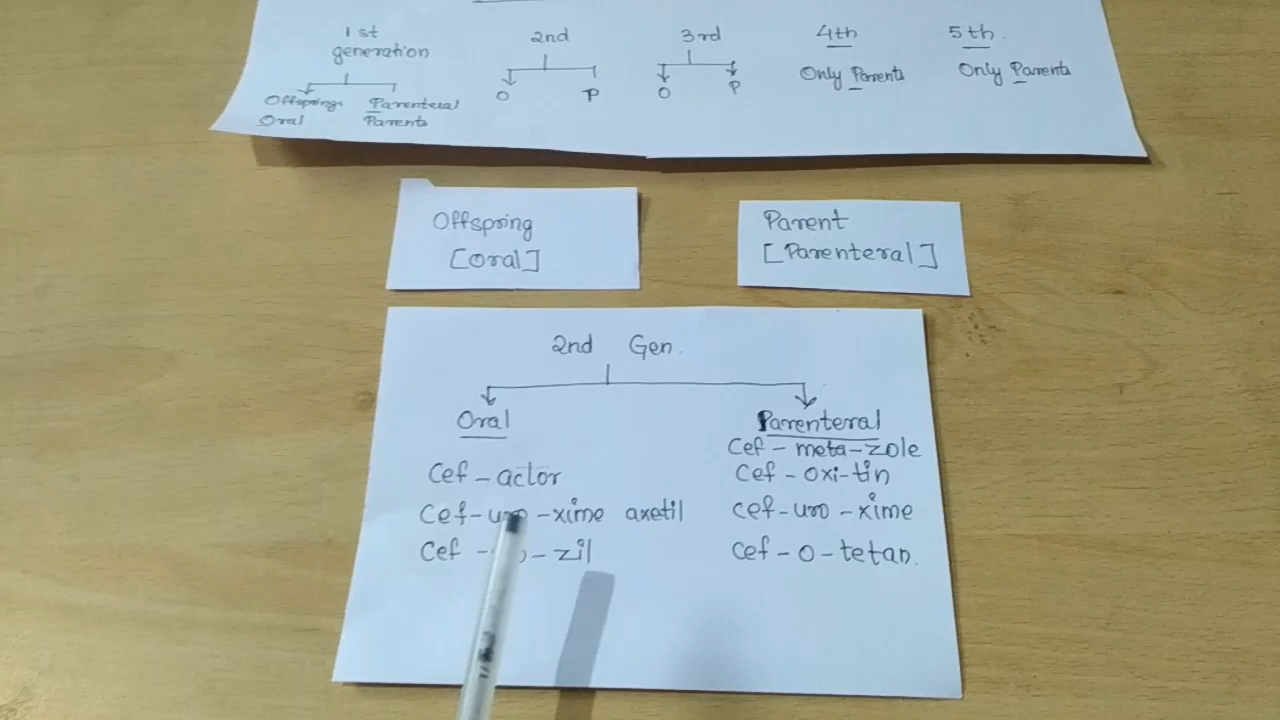 1st
generation
Offspring Parenteral
Oral Parents
2nd
O P
3rd
O P
4th
Only Parents
5th.
Only Parents
Offspring
[Oral]
Parent
[Parenteral]
2nd Gen.
Oral
Cef - actor
Cef-uro-xime axetil
Cef - - zil
Parenteral
Cef - meta - zole
Cef - oxi-tin
cef-uro-xime
Cef - o - tetan.